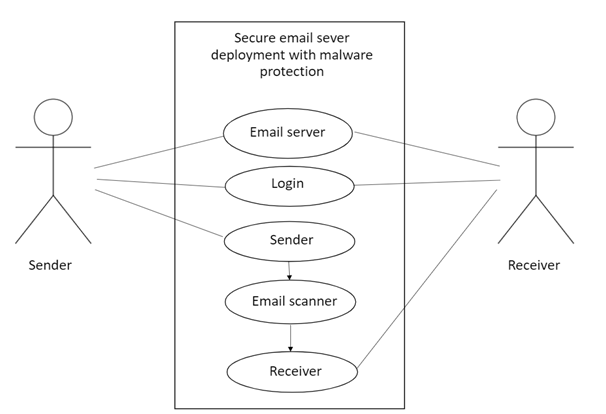 Secure email sever
deployment with malware
protection
Email server
Login
Sender
Sender
Receiver
Email scanner
Receiver